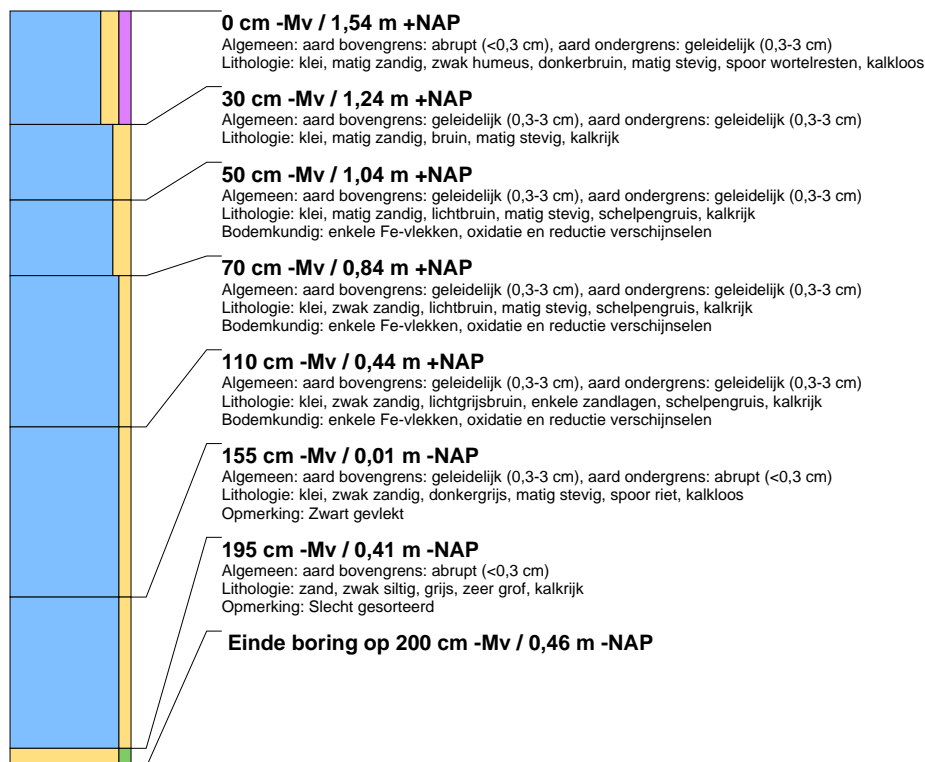 0 cm -Mv / 1,54 m +NAP
Algemeen: aard bovengrens: abrupt (<0,3 cm), aard ondergrens: geleidelijk (0,3-3 cm)
Lithologie: klei, matig zandig, zwak humeus, donkerbruin, matig stevig, spoor wortelresten, kalkloos
30 cm -Mv / 1,24 m +NAP
Algemeen: aard bovengrens: geleidelijk (0,3-3 cm), aard ondergrens: geleidelijk (0,3-3 cm)
Lithologie: klei, matig zandig, bruin, matig stevig, kalkrijk
50 cm -Mv / 1,04 m +NAP
Algemeen: aard bovengrens: geleidelijk (0,3-3 cm), aard ondergrens: geleidelijk (0,3-3 cm)
Lithologie: klei, matig zandig, lichtbruin, matig stevig, schelpengruis, kalkrijk
Bodemkundig: enkele Fe-vlekken, oxidatie en reductie verschijnselen
70 cm -Mv / 0,84 m +NAP
Algemeen: aard bovengrens: geleidelijk (0,3-3 cm), aard ondergrens: geleidelijk (0,3-3 cm)
Lithologie: klei, zwak zandig, lichtbruin, matig stevig, schelpengruis, kalkrijk
Bodemkundig: enkele Fe-vlekken, oxidatie en reductie verschijnselen
110 cm -Mv / 0,44 m +NAP
Algemeen: aard bovengrens: geleidelijk (0,3-3 cm), aard ondergrens: geleidelijk (0,3-3 cm)
Lithologie: klei, zwak zandig, lichtgrijsbruin, enkele zandlagen, schelpengruis, kalkrijk
Bodemkundig: enkele Fe-vlekken, oxidatie en reductie verschijnselen
155 cm -Mv / 0,01 m -NAP
Algemeen: aard bovengrens: geleidelijk (0,3-3 cm), aard ondergrens: abrupt (<0,3 cm)
Lithologie: klei, zwak zandig, donkergrijs, matig stevig, spoor riet, kalkloos
Opmerking: Zwart gevlekt
195 cm -Mv / 0,41 m -NAP
Algemeen: aard bovengrens: abrupt (<0,3 cm)
Lithologie: zand, zwak siltig, grijs, zeer grof, kalkrijk
Opmerking: Slecht gesorteerd
Einde boring op 200 cm -Mv / 0,46 m -NAP